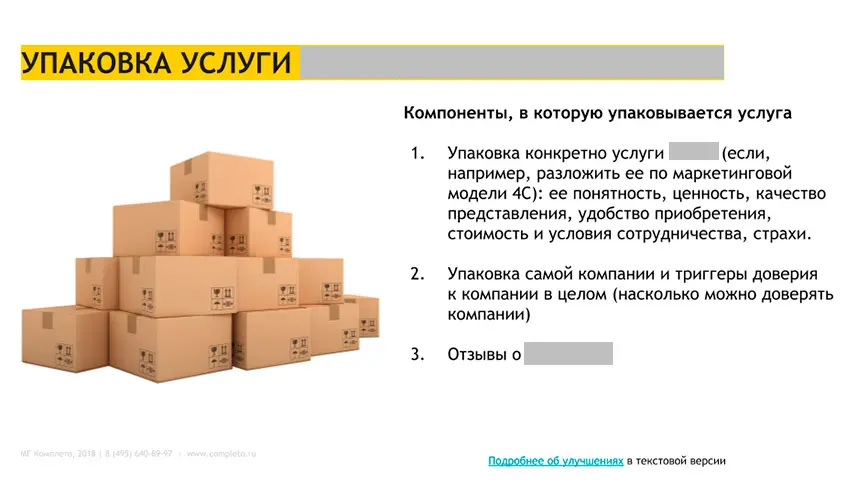 УПАКОВКА УСЛУГИ
Компоненты, в которую упаковывается услуга
1. Упаковка конкретно услуги (если,
например, разложить ее по маркетинговой
модели 4С): ее понятность, ценность, качество
представления, удобство приобретения,
стоимость и условия сотрудничества, страхи.
2. Упаковка самой компании и триггеры доверия
к компании в целом (насколько можно доверять
компании)
3. Отзывы о
МГ Комплето, 2018 | 8 (495) 640-89-97 | www.completo.ru
Подробнее об улучшениях в текстовой версии